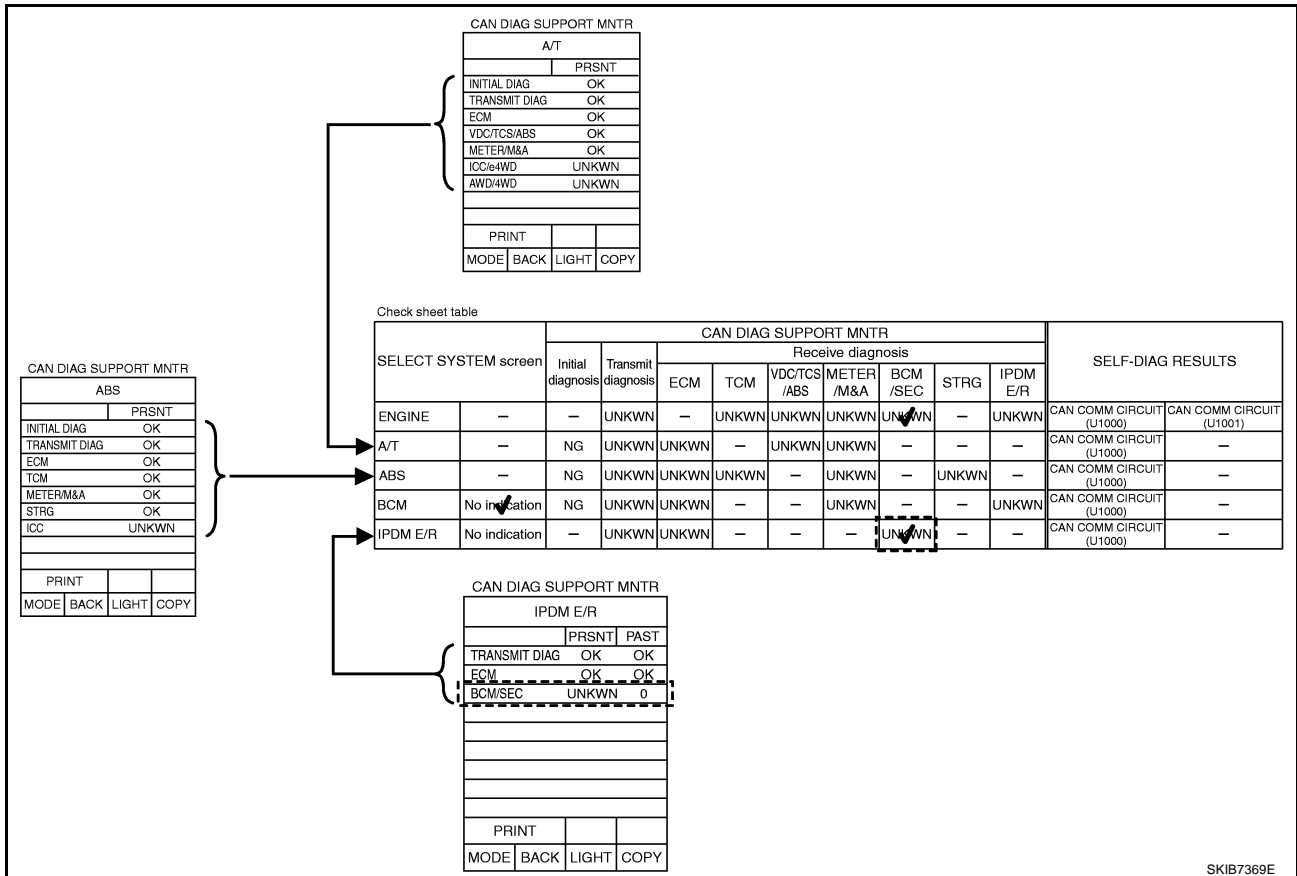 CAN DIAG SUPPORT MNTR
A/T
PRSNT
INITIAL DIAG OK
TRANSMIT DIAG OK
ECM OK
VDC/TCS/ABS OK
METER/M&A OK
ICC/e4WD UNKWN
AWD/4WD UNKWN
PRINT
MODE BACK LIGHT COPY
CAN DIAG SUPPORT MNTR
ABS
PRSNT
INITIAL DIAG OK
TRANSMIT DIAG OK
ECM OK
TCM OK
METER/M&A OK
STRG OK
ICC UNKWN
PRINT
MODE BACK LIGHT COPY
Check sheet table
SELECT SYSTEM screen
CAN DIAG SUPPORT MNTR
SELF-DIAG RESULTS
Initial diagnosis
Transmit diagnosis
Receive diagnosis
ECM TCM VDC/TCS /ABS METER /M&A BCM /SEC STRG IPDM E/R
ENGINE – – UNKWN – UNKWN UNKWN UNKWN UNKWN – UNKWN CAN COMM CIRCUIT (U1000) CAN COMM CIRCUIT (U1001)
A/T – NG UNKWN UNKWN – UNKWN UNKWN – – – CAN COMM CIRCUIT (U1000) –
ABS – NG UNKWN UNKWN UNKWN – UNKWN – UNKWN – CAN COMM CIRCUIT (U1000) –
BCM No indication NG UNKWN UNKWN – – UNKWN – – UNKWN CAN COMM CIRCUIT (U1000) –
IPDM E/R No indication – UNKWN UNKWN – – – UNKWN – – CAN COMM CIRCUIT (U1000) –
CAN DIAG SUPPORT MNTR
IPDM E/R
PRSNT PAST
TRANSMIT DIAG OK OK
ECM OK OK
BCM/SEC UNKWN 0
PRINT
MODE BACK LIGHT COPY
SKIB7369E